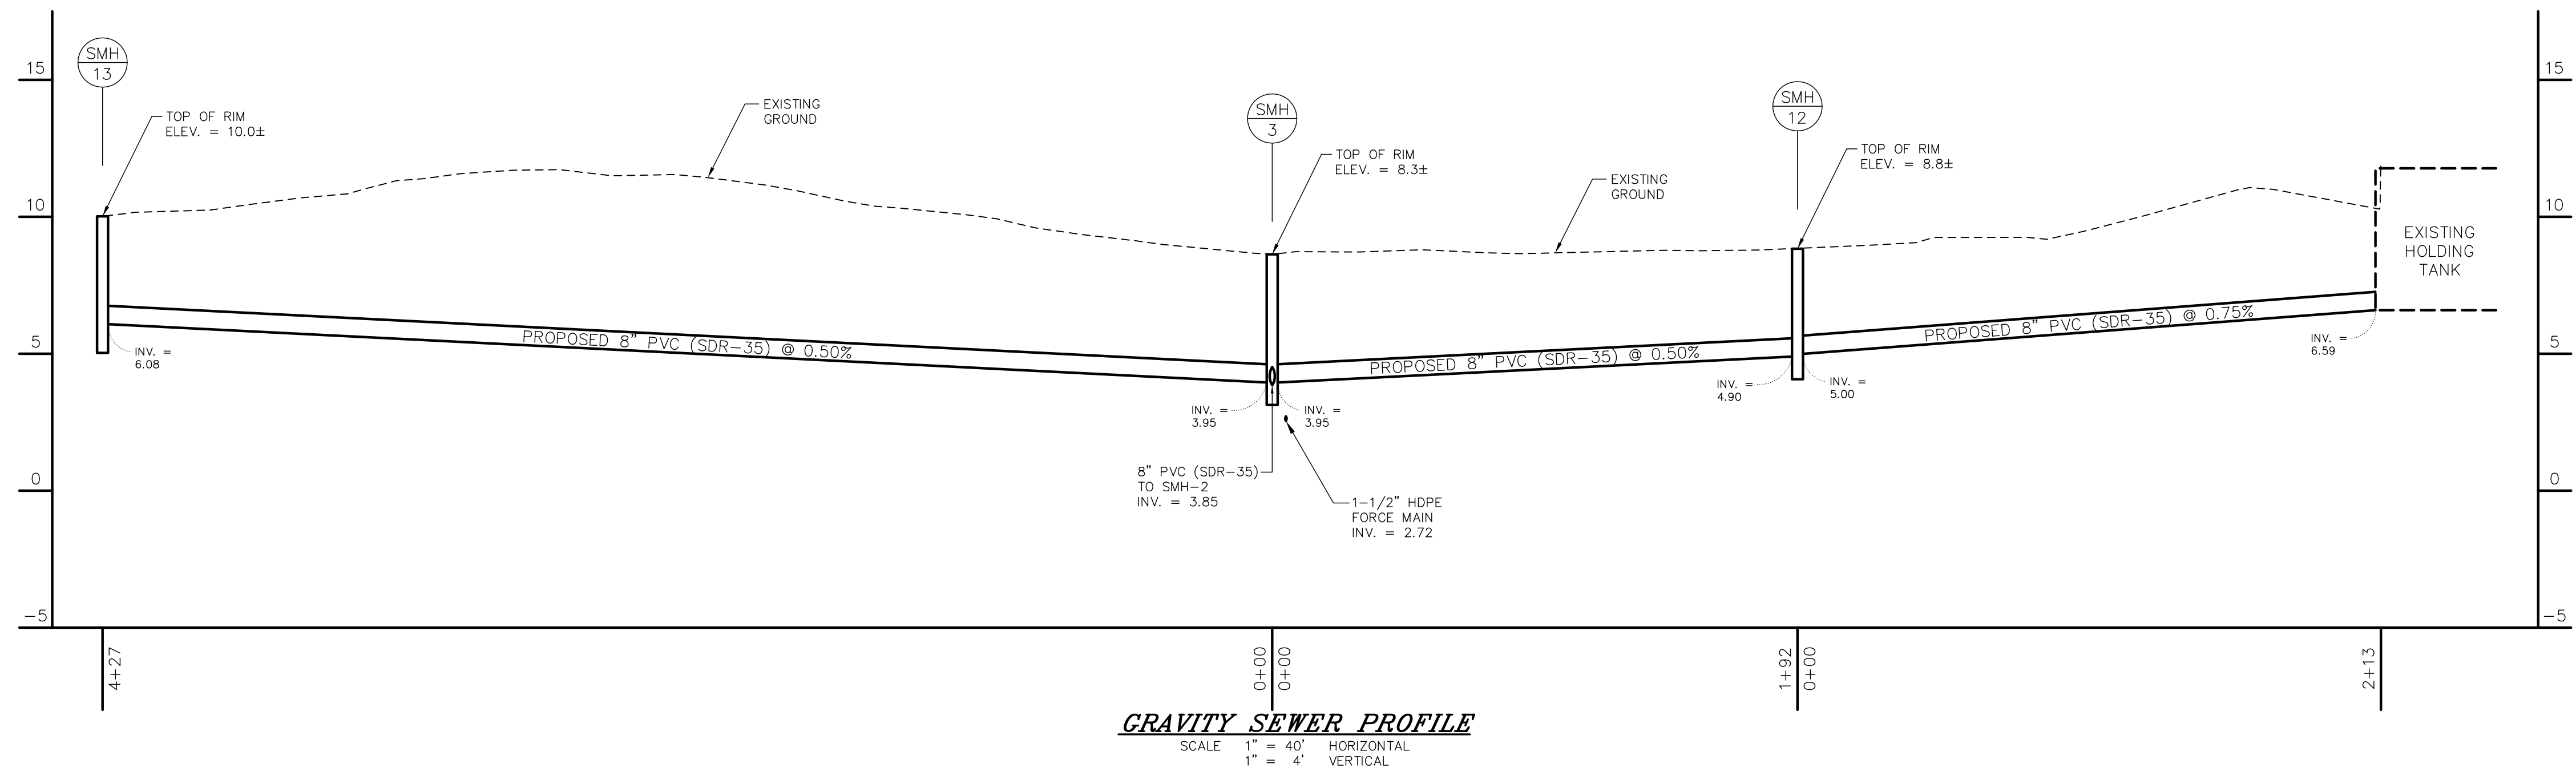 15
10
5
0
-5
SMH
13
TOP OF RIM
ELEV. = 10.0±
EXISTING
GROUND
INV. =
6.08
PROPOSED 8" PVC (SDR-35) @ 0.50%
SMH
3
TOP OF RIM
ELEV. = 8.3±
INV. =
3.95
INV. =
3.95
8" PVC (SDR-35)
TO SMH-2
INV. = 3.85
1-1/2" HDPE
FORCE MAIN
INV. = 2.72
EXISTING
GROUND
PROPOSED 8" PVC (SDR-35) @ 0.50%
SMH
12
TOP OF RIM
ELEV. = 8.8±
INV. =
4.90
INV. =
5.00
PROPOSED 8" PVC (SDR-35) @ 0.75%
INV. =
6.59
EXISTING
HOLDING
TANK
15
10
5
0
-5
4+27
0+00
0+00
1+92
0+00
2+13
GRAVITY SEWER PROFILE
SCALE 1" = 40' HORIZONTAL
1" = 4' VERTICAL